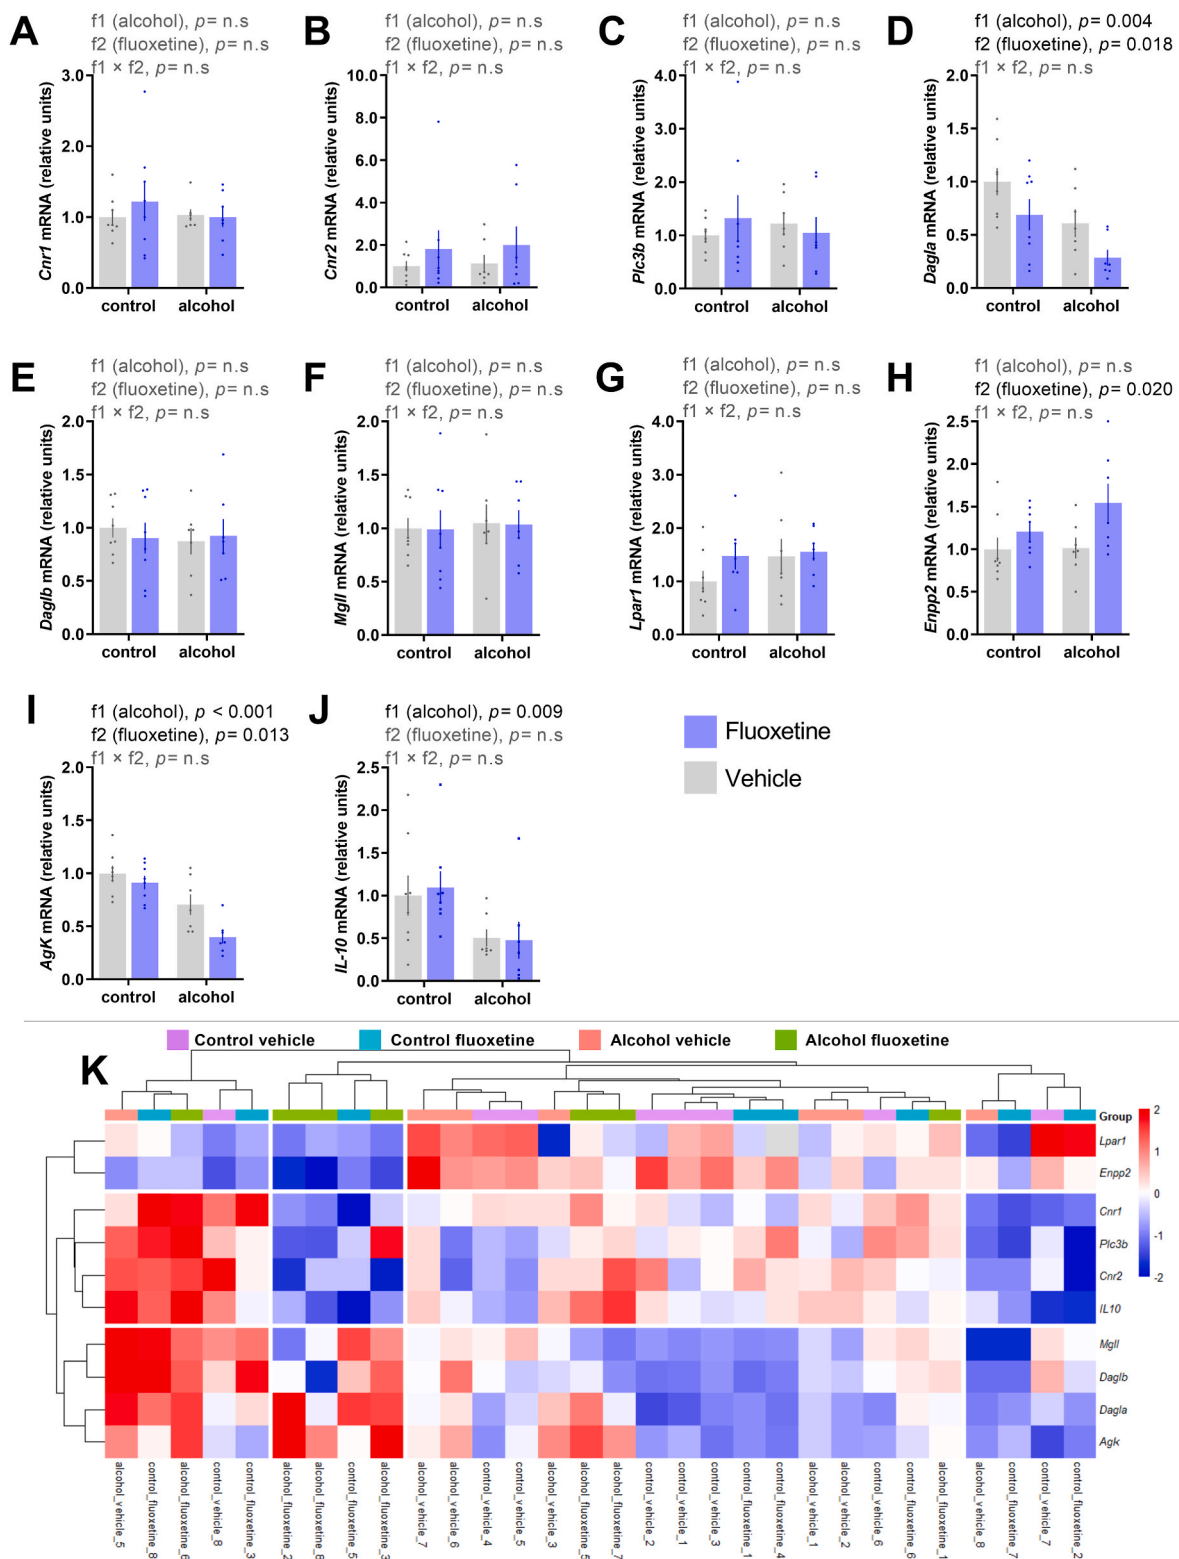 A
f1 (alcohol), p= n.s
f2 (fluoxetine), p= n.s
f1 × f2, p= n.s
Cnr1 mRNA (relative units)
3.0
2.0
1.0
0.0
control
alcohol
B
f1 (alcohol), p= n.s
f2 (fluoxetine), p= n.s
f1 × f2, p= n.s
Cnr2 mRNA (relative units)
10.0
8.0
6.0
4.0
2.0
0.0
control
alcohol
C
f1 (alcohol), p= n.s
f2 (fluoxetine), p= n.s
f1 × f2, p= n.s
Plc3b mRNA (relative units)
4.0
3.0
2.0
1.0
0.0
control
alcohol
D
f1 (alcohol), p= 0.004
f2 (fluoxetine), p= 0.018
f1 × f2, p= n.s
Dagla mRNA (relative units)
2.0
1.5
1.0
0.5
0.0
control
alcohol
E
f1 (alcohol), p= n.s
f2 (fluoxetine), p= n.s
f1 × f2, p= n.s
Daglb mRNA (relative units)
2.0
1.5
1.0
0.5
0.0
control
alcohol
F
f1 (alcohol), p= n.s
f2 (fluoxetine), p= n.s
f1 × f2, p= n.s
Mgll mRNA (relative units)
2.0
1.5
1.0
0.5
0.0
control
alcohol
G
f1 (alcohol), p= n.s
f2 (fluoxetine), p= n.s
f1 × f2, p= n.s
Lpar1 mRNA (relative units)
4.0
3.0
2.0
1.0
0.0
control
alcohol
H
f1 (alcohol), p= n.s
f2 (fluoxetine), p= 0.020
f1 × f2, p= n.s
Enpp2 mRNA (relative units)
2.5
2.0
1.5
1.0
0.5
0.0
control
alcohol
I
f1 (alcohol), p < 0.001
f2 (fluoxetine), p= 0.013
f1 × f2, p= n.s
AgK mRNA (relative units)
2.0
1.5
1.0
0.5
0.0
control
alcohol
J
f1 (alcohol), p= 0.009
f2 (fluoxetine), p= n.s
f1 × f2, p= n.s
IL-10 mRNA (relative units)
2.5
2.0
1.5
1.0
0.5
0.0
control
alcohol
Fluoxetine
Vehicle
K
Control vehicle
Control fluoxetine
Alcohol vehicle
Alcohol fluoxetine
Group
Lpar1
Enpp2
Cnr1
Plc3b
Cnr2
IL10
Mgll
Daglb
Dagla
Agk
2
1
0
-1
-2
alcohol_vehicle_5
control_fluoxetine_8
alcohol_fluoxetine_6
control_vehicle_8
control_fluoxetine_3
alcohol_fluoxetine_2
alcohol_fluoxetine_8
control_fluoxetine_5
alcohol_fluoxetine_3
alcohol_vehicle_7
alcohol_vehicle_6
control_vehicle_4
control_vehicle_5
alcohol_vehicle_3
alcohol_fluoxetine_5
alcohol_fluoxetine_7
control_vehicle_2
control_vehicle_1
control_vehicle_3
control_fluoxetine_1
control_fluoxetine_4
alcohol_vehicle_1
alcohol_vehicle_2
control_vehicle_6
control_fluoxetine_6
alcohol_fluoxetine_1
alcohol_vehicle_8
control_fluoxetine_7
control_vehicle_7
control_fluoxetine_2